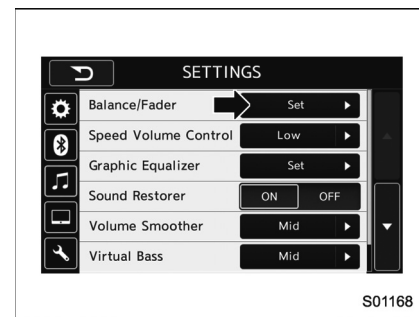 SETTINGS
Balance/Fader Set
Speed Volume Control Low
Graphic Equalizer Set
Sound Restorer ON OFF
Volume Smoother Mid
Virtual Bass Mid
S01168